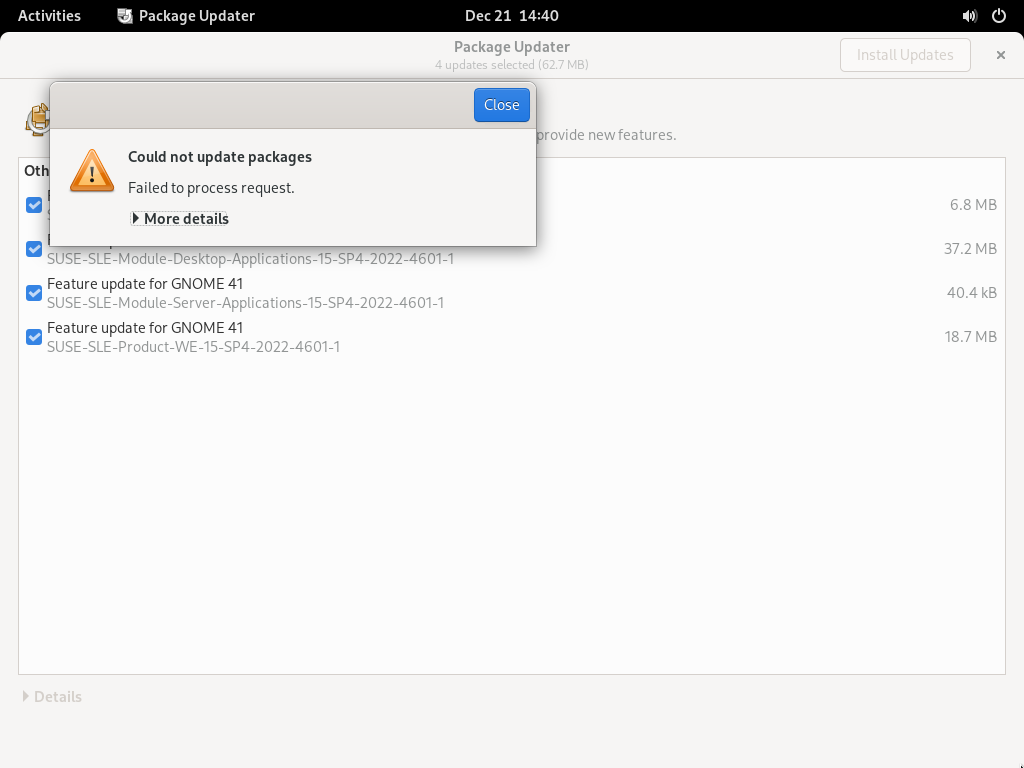 Activities
Package Updater
Dec 21 14:40
Package Updater
4 updates selected (62.7 MB)
Install Updates
Close
provide new features.
Could not update packages
Failed to process request.
More details
6.8 MB
37.2 MB
SUSE-SLE-Module-Desktop-Applications-15-SP4-2022-4601-1
Feature update for GNOME 41
SUSE-SLE-Module-Server-Applications-15-SP4-2022-4601-1
40.4 kB
Feature update for GNOME 41
SUSE-SLE-Product-WE-15-SP4-2022-4601-1
18.7 MB
Details